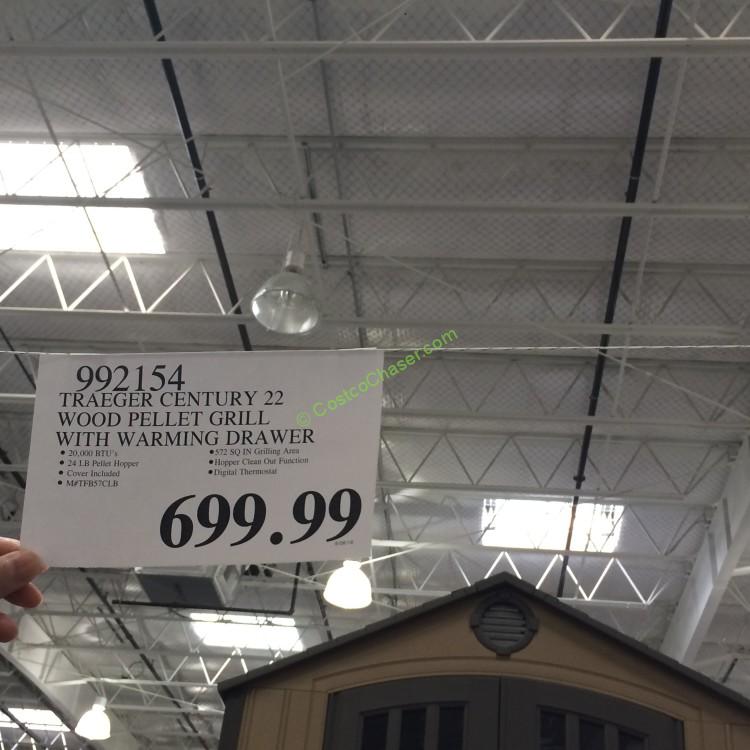 992154
TRAEGER CENTURY 22
WOOD PELLET GRILL
WITH WARMING DRAWER
• 20,000 BTU's
• 24 LB Pellet Hopper
• Cover Included
• M#TFB57CLB
• 572 SQ IN Grilling Area
• Hopper Clean Out Function
• Digital Thermostat
699.99
© CostcoChaser.com